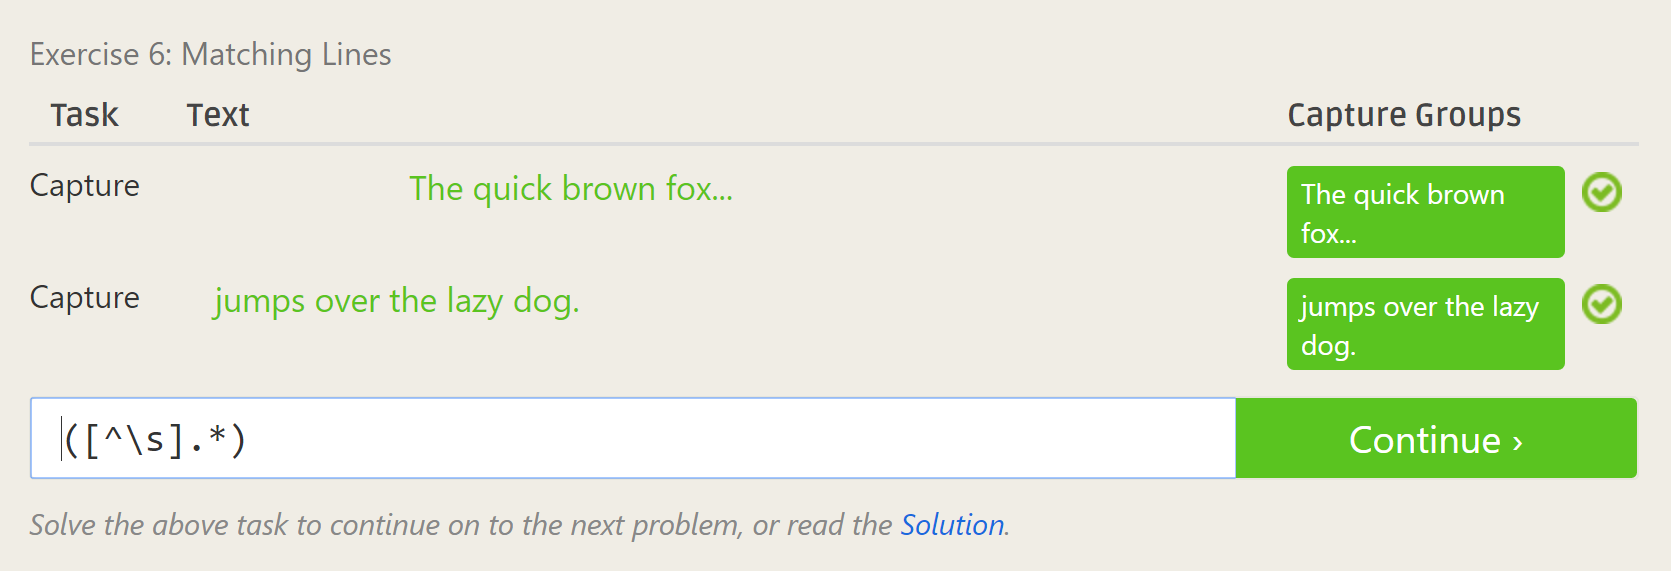 Exercise 6: Matching Lines
Task Text Capture Groups
Capture The quick brown fox... The quick brown
fox...
Capture jumps over the lazy dog. jumps over the lazy
dog.
([^\s].*) Continue ›
Solve the above task to continue on to the next problem, or read the Solution.